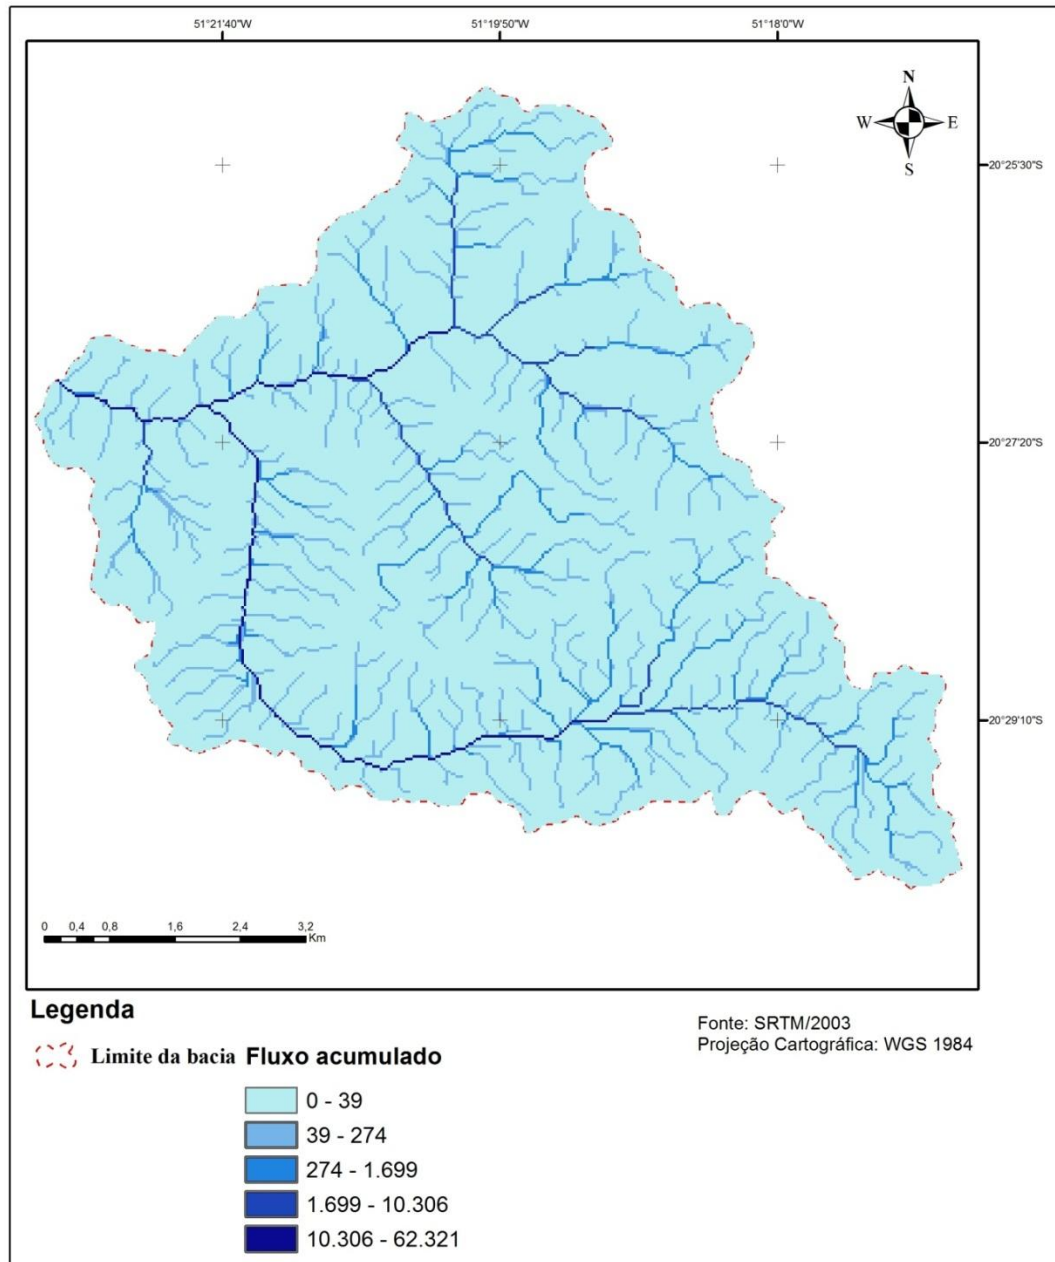 51°21'40"W 51°19'50"W 51°18'0"W
N
W E
S
20°25'30"S
20°27'20"S
20°29'10"S
0 0,4 0,8 1,6 2,4 3,2
Km
Legenda
Limite da bacia
Fluxo acumulado
0 - 39
39 - 274
274 - 1.699
1.699 - 10.306
10.306 - 62.321
Fonte: SRTM/2003
Projeção Cartográfica: WGS 1984